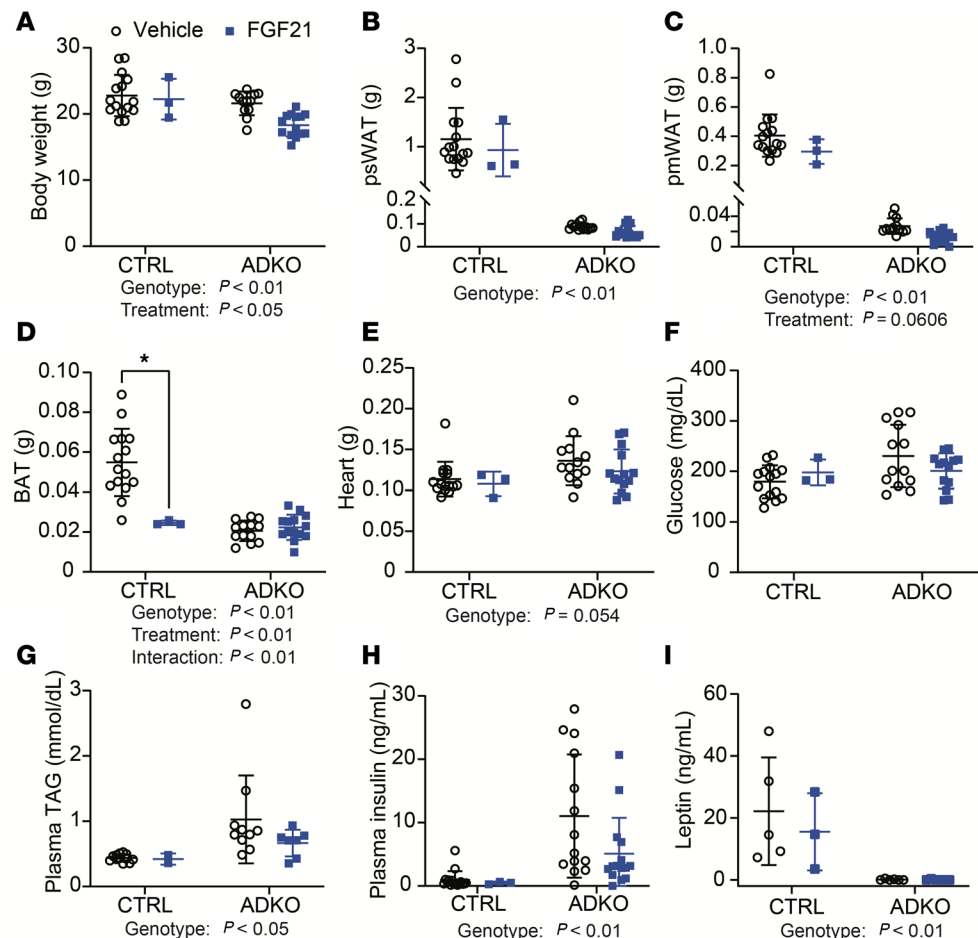 A
Vehicle FGF21
Body weight (g)
30
20
10
0
CTRL ADKO
Genotype: P < 0.01
Treatment: P < 0.05
B
psWAT (g)
3
2
1
0.2
0.1
0
CTRL ADKO
Genotype: P < 0.01
C
pmWAT (g)
1.0
0.8
0.6
0.4
0.2
0.04
0
CTRL ADKO
Genotype: P < 0.01
Treatment: P = 0.0606
D
BAT (g)
0.10
0.08
0.06
0.04
0.02
0
*
CTRL ADKO
Genotype: P < 0.01
Treatment: P < 0.01
Interaction: P < 0.01
E
Heart (g)
0.25
0.20
0.15
0.10
0.05
0.00
CTRL ADKO
Genotype: P = 0.054
F
Glucose (mg/dL)
400
300
200
100
0
CTRL ADKO
G
Plasma TAG (mmol/dL)
3
2
1
0
CTRL ADKO
Genotype: P < 0.05
H
Plasma insulin (ng/mL)
30
20
10
0
CTRL ADKO
Genotype: P < 0.01
I
Leptin (ng/mL)
60
40
20
0
CTRL ADKO
Genotype: P < 0.01